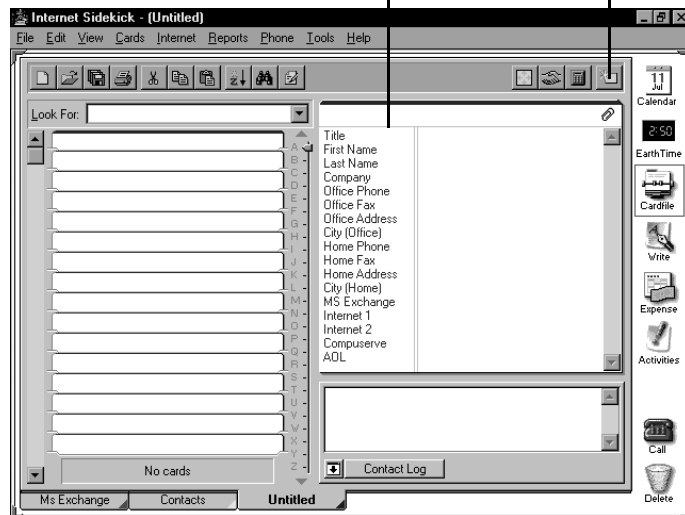 Internet Sidekick - (Untitled)
File Edit View Cards Internet Reports Phone Tools Help
11
Jul
Calendar
Look For:
2:50
EarthTime
Cardfile
Write
Expense
Activities
Call
Delete
A
B
C
D
E
F
G
H
I
J
K
L
M
N
O
P
Q
R
S
T
U
V
W
X
Y
Z
Title
First Name
Last Name
Company
Office Phone
Office Fax
Office Address
City (Office)
Home Phone
Home Fax
Home Address
City (Home)
MS Exchange
Internet 1
Internet 2
Compuserve
AOL
No cards
Contact Log
Ms Exchange Contacts Untitled